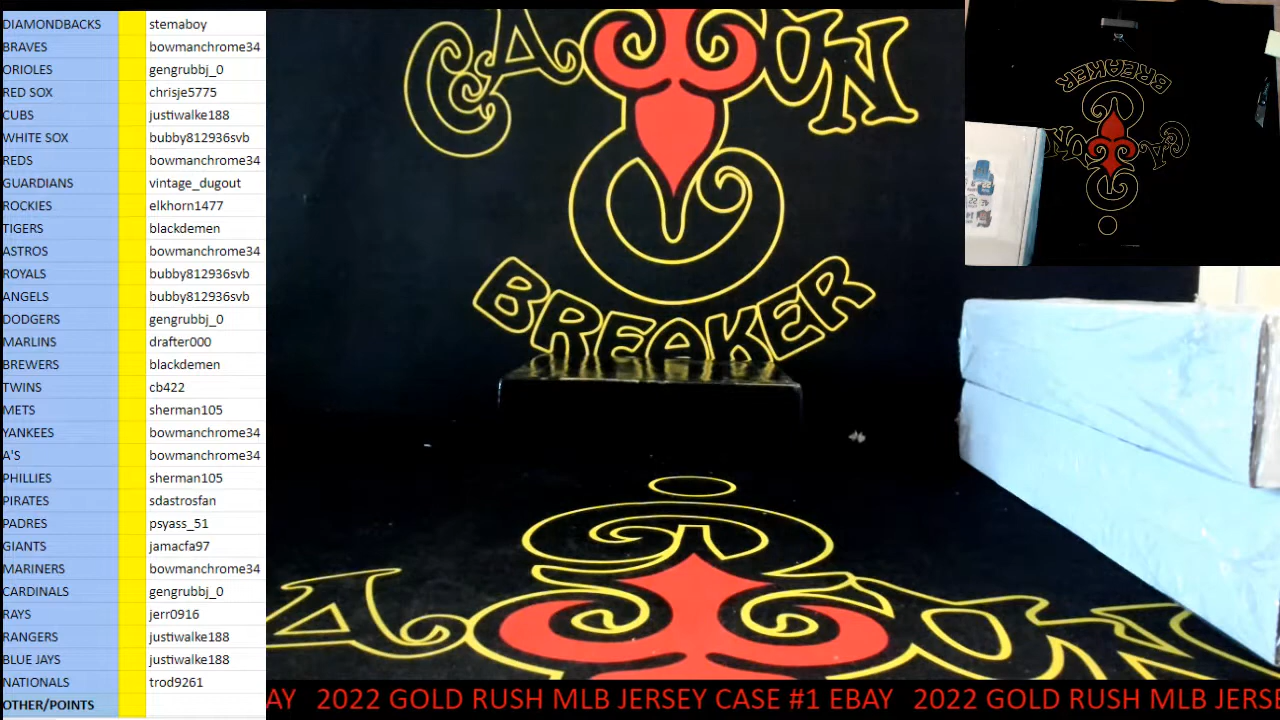 DIAMONDBACKS stemaboy
BRAVES bowmanchrome34
ORIOLES gengrubbj_0
RED SOX chrisje5775
CUBS justiwalke188
WHITE SOX bubby812936svb
REDS bowmanchrome34
GUARDIANS vintage_dugout
ROCKIES elkhorn1477
TIGERS blackdemen
ASTROS bowmanchrome34
ROYALS bubby812936svb
ANGELS bubby812936svb
DODGERS gengrubbj_0
MARLINS drafter000
BREWERS blackdemen
TWINS cb422
METS sherman105
YANKEES bowmanchrome34
A'S bowmanchrome34
PHILLIES sherman105
PIRATES sdastrosfan
PADRES psyass_51
GIANTS jamacfa97
MARINERS bowmanchrome34
CARDINALS gengrubbj_0
RAYS jerr0916
RANGERS justiwalke188
BLUE JAYS justiwalke188
NATIONALS trod9261
OTHER/POINTS
BREAKER
BREAKER
AY 2022 GOLD RUSH MLB JERSEY CASE #1 EBAY 2022 GOLD RUSH MLB JERSE